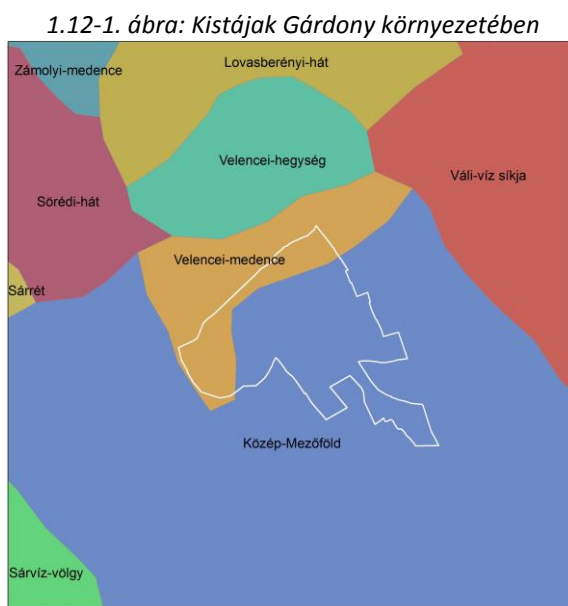 1.12-1. ábra: Kistájak Gárdony környezetében
Zámolyi-medence
Lovasberényi-hát
Velencei-hegység
Váli-víz síkja
Sörédi-hát
Velencei-medence
Sárrét
Közép-Mezőföld
Sárvíz-völgy